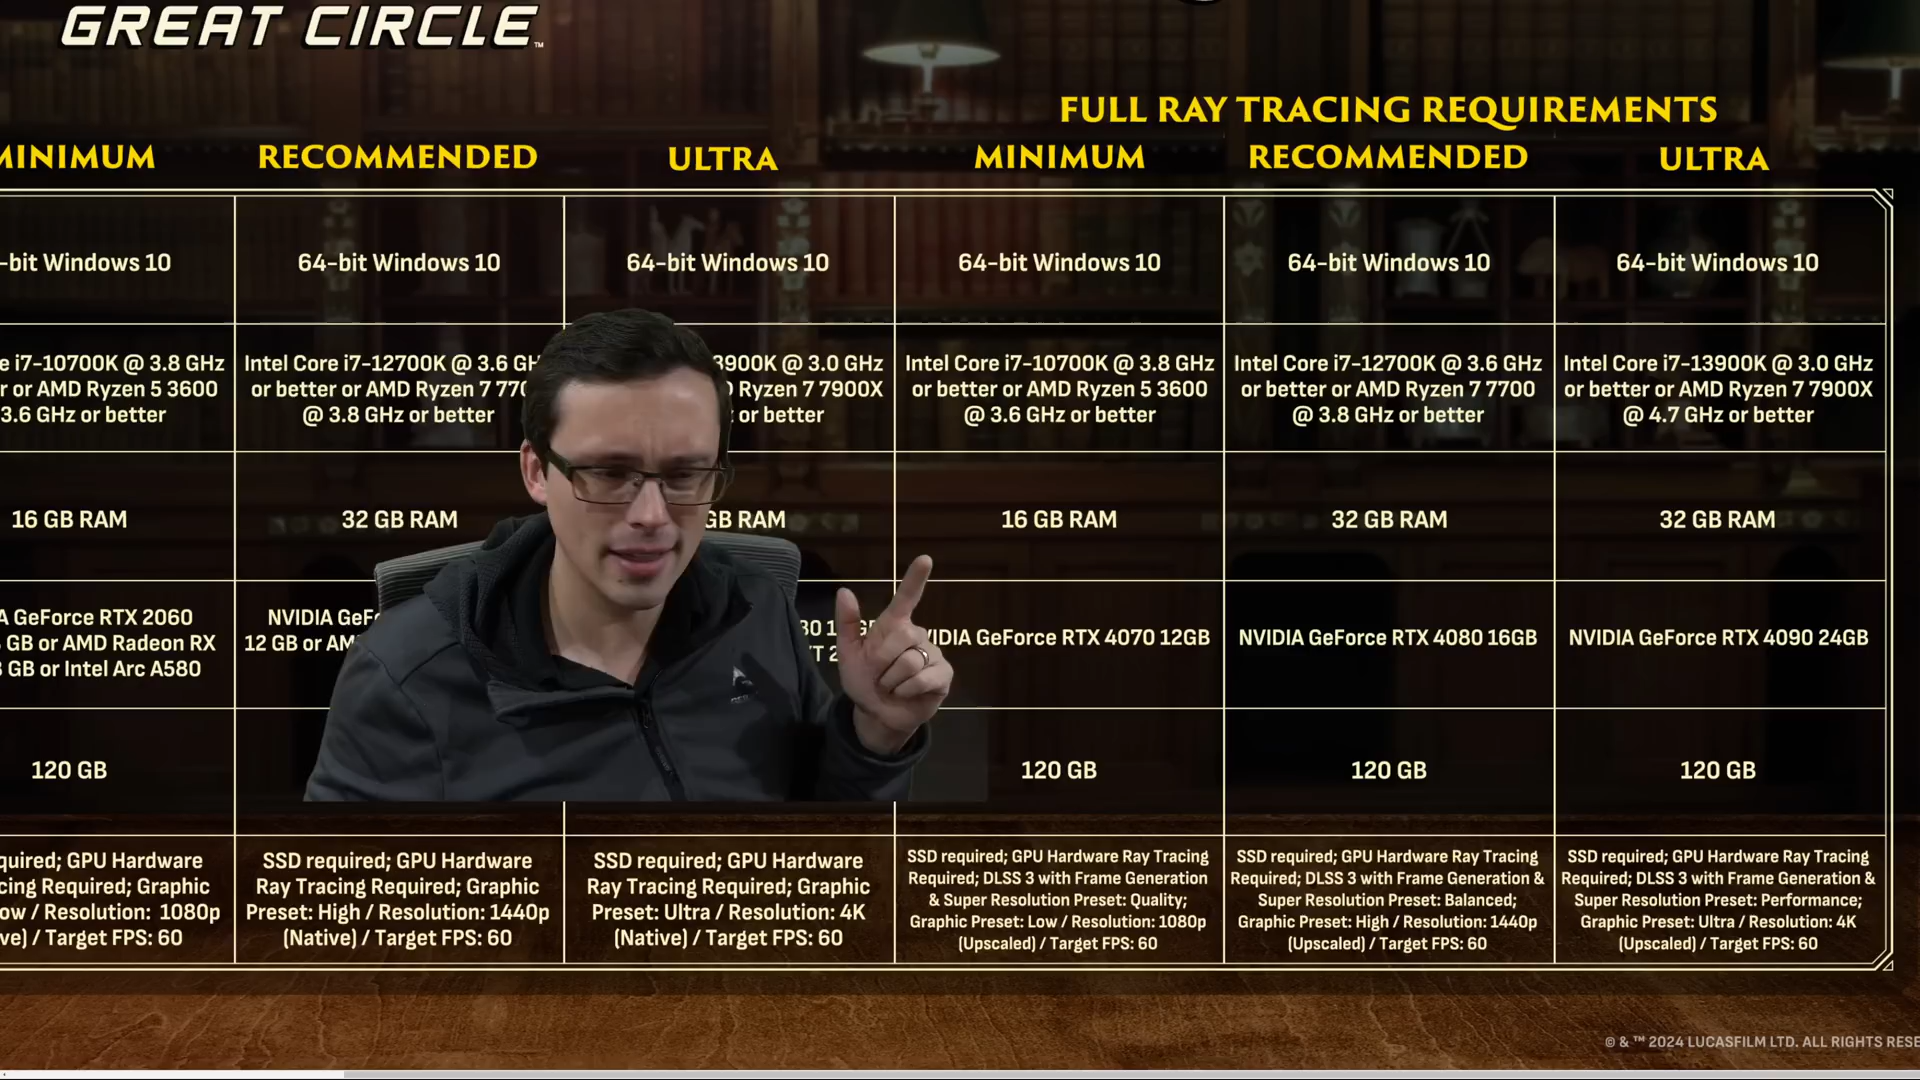 GREAT CIRCLE™
FULL RAY TRACING REQUIREMENTS
MINIMUM
RECOMMENDED
ULTRA
MINIMUM
RECOMMENDED
ULTRA
-bit Windows 10
64-bit Windows 10
64-bit Windows 10
64-bit Windows 10
64-bit Windows 10
64-bit Windows 10
e i7-10700K @ 3.8 GHz
r or AMD Ryzen 5 3600
3.6 GHz or better
Intel Core i7-12700K @ 3.6 GH
or better or AMD Ryzen 7 770
@ 3.8 GHz or better
3900K @ 3.0 GHz
Ryzen 7 7900X
or better
Intel Core i7-10700K @ 3.8 GHz
or better or AMD Ryzen 5 3600
@ 3.6 GHz or better
Intel Core i7-12700K @ 3.6 GHz
or better or AMD Ryzen 7 7700
@ 3.8 GHz or better
Intel Core i7-13900K @ 3.0 GHz
or better or AMD Ryzen 7 7900X
@ 4.7 GHz or better
16 GB RAM
32 GB RAM
GB RAM
16 GB RAM
32 GB RAM
32 GB RAM
A GeForce RTX 2060
GB or AMD Radeon RX
GB or Intel Arc A580
NVIDIA GeF
12 GB or AM
VIDIA GeForce RTX 4070 12GB
NVIDIA GeForce RTX 4080 16GB
NVIDIA GeForce RTX 4090 24GB
120 GB
120 GB
120 GB
120 GB
quired; GPU Hardware
cing Required; Graphic
ow / Resolution: 1080p
ve) / Target FPS: 60
SSD required; GPU Hardware
Ray Tracing Required; Graphic
Preset: High / Resolution: 1440p
(Native) / Target FPS: 60
SSD required; GPU Hardware
Ray Tracing Required; Graphic
Preset: Ultra / Resolution: 4K
(Native) / Target FPS: 60
SSD required; GPU Hardware Ray Tracing
Required; DLSS 3 with Frame Generation
& Super Resolution Preset: Quality;
Graphic Preset: Low / Resolution: 1080p
(Upscaled) / Target FPS: 60
SSD required; GPU Hardware Ray Tracing
Required; DLSS 3 with Frame Generation &
Super Resolution Preset: Balanced;
Graphic Preset: High / Resolution: 1440p
(Upscaled) / Target FPS: 60
SSD required; GPU Hardware Ray Tracing
Required; DLSS 3 with Frame Generation &
Super Resolution Preset: Performance;
Graphic Preset: Ultra / Resolution: 4K
(Upscaled) / Target FPS: 60
© & ™ 2024 LUCASFILM LTD. ALL RIGHTS RESE